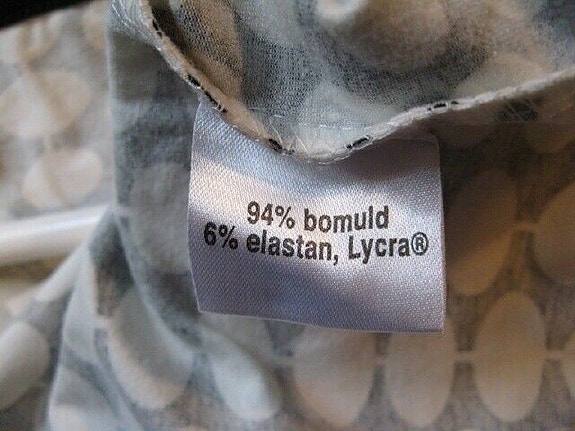 94% bomuld
6% elastan, Lycra®